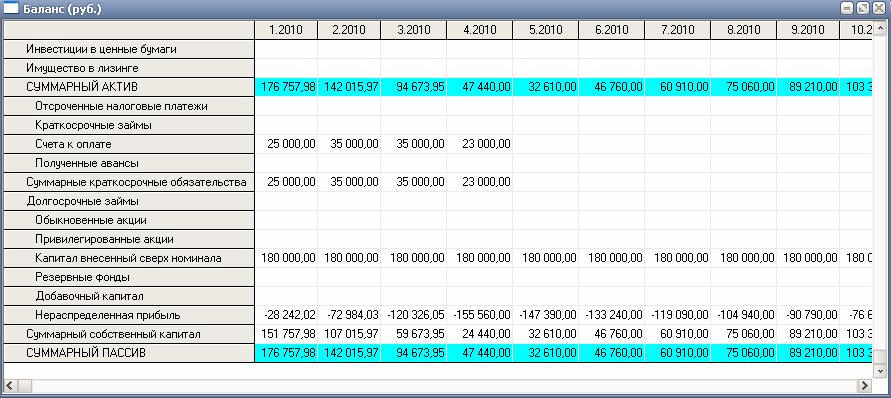 Баланс (руб.)
1.2010 2.2010 3.2010 4.2010 5.2010 6.2010 7.2010 8.2010 9.2010 10.2
Инвестиции в ценные бумаги
Имущество в лизинге
СУММАРНЫЙ АКТИВ 176 757,98 142 015,97 94 673,95 47 440,00 32 610,00 46 760,00 60 910,00 75 060,00 89 210,00 103 3
Отсроченные налоговые платежи
Краткосрочные займы
Счета к оплате 25 000,00 35 000,00 35 000,00 23 000,00
Полученные авансы
Суммарные краткосрочные обязательства 25 000,00 35 000,00 35 000,00 23 000,00
Долгосрочные займы
Обыкновенные акции
Привилегированные акции
Капитал внесенный сверх номинала 180 000,00 180 000,00 180 000,00 180 000,00 180 000,00 180 000,00 180 000,00 180 000,00 180 000,00 180 0
Резервные фонды
Добавочный капитал
Нераспределенная прибыль -28 242,02 -72 984,03 -120 326,05 -155 560,00 -147 390,00 -133 240,00 -119 090,00 -104 940,00 -90 790,00 -76 6
Суммарный собственный капитал 151 757,98 107 015,97 59 673,95 24 440,00 32 610,00 46 760,00 60 910,00 75 060,00 89 210,00 103 3
СУММАРНЫЙ ПАССИВ 176 757,98 142 015,97 94 673,95 47 440,00 32 610,00 46 760,00 60 910,00 75 060,00 89 210,00 103 3